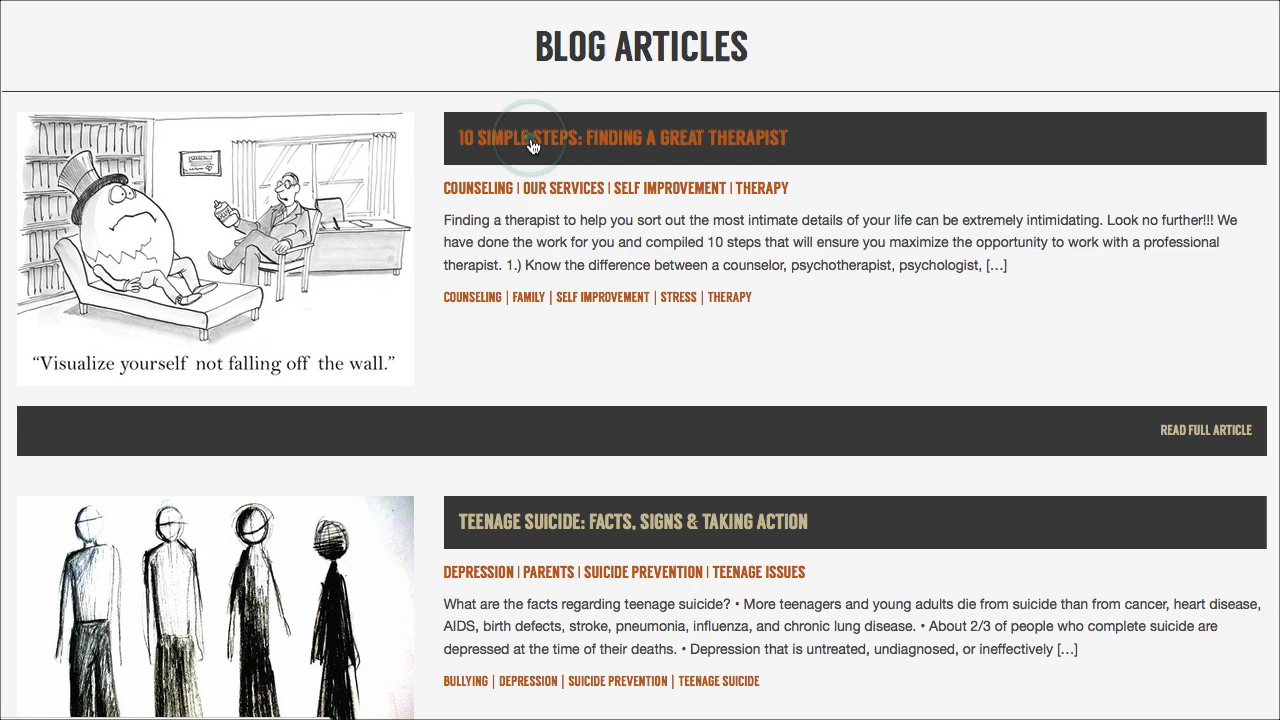 BLOG ARTICLES
10 SIMPLE STEPS: FINDING A GREAT THERAPIST
COUNSELING | OUR SERVICES | SELF IMPROVEMENT | THERAPY
Finding a therapist to help you sort out the most intimate details of your life can be extremely intimidating. Look no further!!! We
have done the work for you and compiled 10 steps that will ensure you maximize the opportunity to work with a professional
therapist. 1.) Know the difference between a counselor, psychotherapist, psychologist, […]
COUNSELING | FAMILY | SELF IMPROVEMENT | STRESS | THERAPY
“Visualize yourself not falling off the wall.”
READ FULL ARTICLE
TEENAGE SUICIDE: FACTS, SIGNS & TAKING ACTION
DEPRESSION | PARENTS | SUICIDE PREVENTION | TEENAGE ISSUES
What are the facts regarding teenage suicide? • More teenagers and young adults die from suicide than from cancer, heart disease,
AIDS, birth defects, stroke, pneumonia, influenza, and chronic lung disease. • About 2/3 of people who complete suicide are
depressed at the time of their deaths. • Depression that is untreated, undiagnosed, or ineffectively […]
BULLYING | DEPRESSION | SUICIDE PREVENTION | TEENAGE SUICIDE